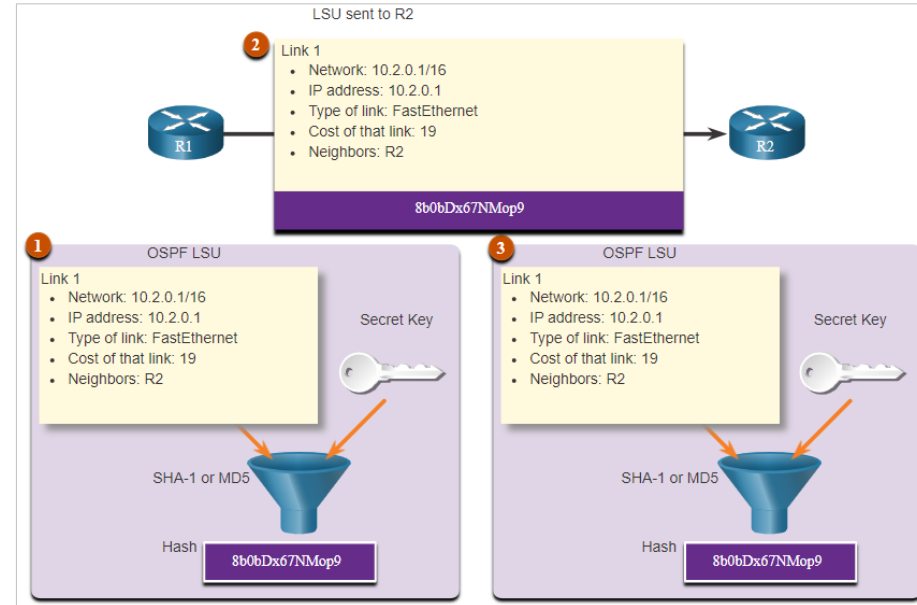 LSU sent to R2
2
Link 1
• Network: 10.2.0.1/16
• IP address: 10.2.0.1
• Type of link: FastEthernet
• Cost of that link: 19
• Neighbors: R2
R1
R2
8b0bDx67NMop9
1
OSPF LSU
Link 1
• Network: 10.2.0.1/16
• IP address: 10.2.0.1
• Type of link: FastEthernet
• Cost of that link: 19
• Neighbors: R2
Secret Key
SHA-1 or MD5
Hash
8b0bDx67NMop9
3
OSPF LSU
Link 1
• Network: 10.2.0.1/16
• IP address: 10.2.0.1
• Type of link: FastEthernet
• Cost of that link: 19
• Neighbors: R2
Secret Key
SHA-1 or MD5
Hash
8b0bDx67NMop9